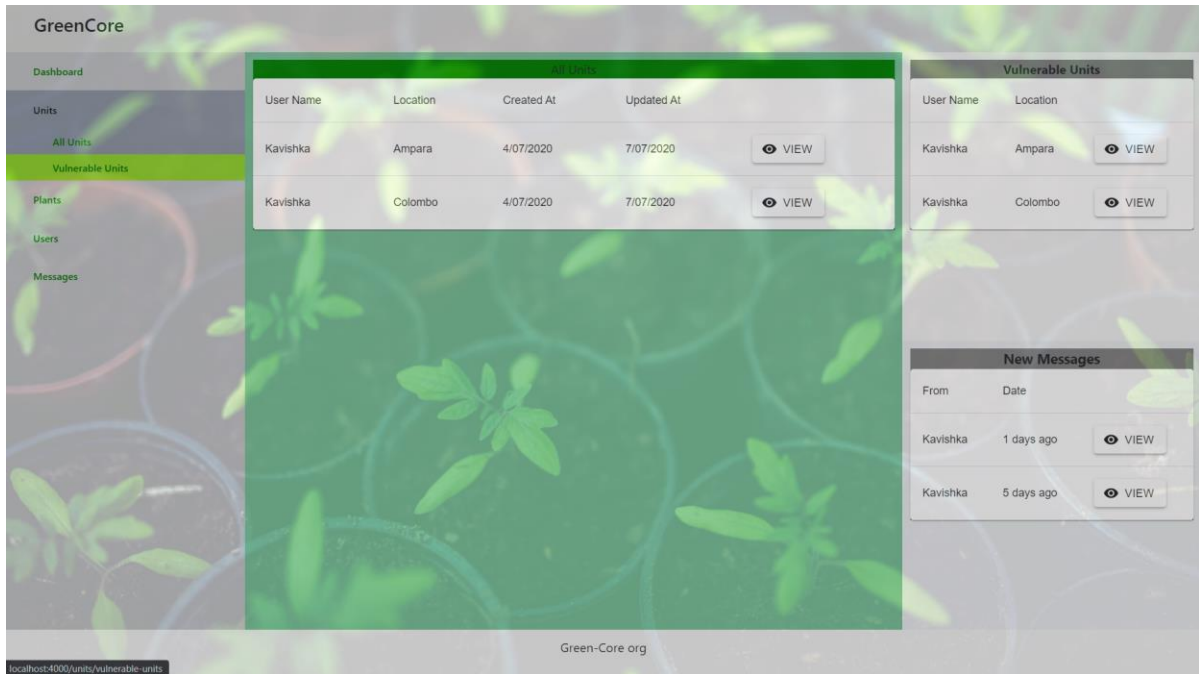 GreenCore
Dashboard
Units
All Units
Vulnerable Units
Plants
Users
Messages
All Units
User Name Location Created At Updated At
Kavishka Ampara 4/07/2020 7/07/2020 VIEW
Kavishka Colombo 4/07/2020 7/07/2020 VIEW
Vulnerable Units
User Name Location
Kavishka Ampara VIEW
Kavishka Colombo VIEW
New Messages
From Date
Kavishka 1 days ago VIEW
Kavishka 5 days ago VIEW
Green-Core org
localhost:4000/units/vulnerable-units